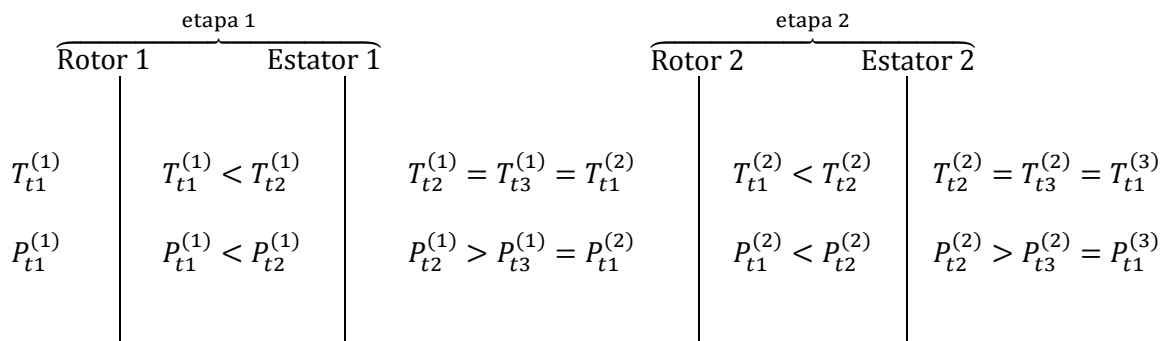 etapa 1 etapa 2
Rotor 1 Estator 1 Rotor 2 Estator 2
T_{t1}^{(1)} T_{t1}^{(1)} < T_{t2}^{(1)} T_{t2}^{(1)} = T_{t3}^{(1)} = T_{t1}^{(2)} T_{t1}^{(2)} < T_{t2}^{(2)} T_{t2}^{(2)} = T_{t3}^{(2)} = T_{t1}^{(3)}
P_{t1}^{(1)} P_{t1}^{(1)} < P_{t2}^{(1)} P_{t2}^{(1)} > P_{t3}^{(1)} = P_{t1}^{(2)} P_{t1}^{(2)} < P_{t2}^{(2)} P_{t2}^{(2)} > P_{t3}^{(2)} = P_{t1}^{(3)}